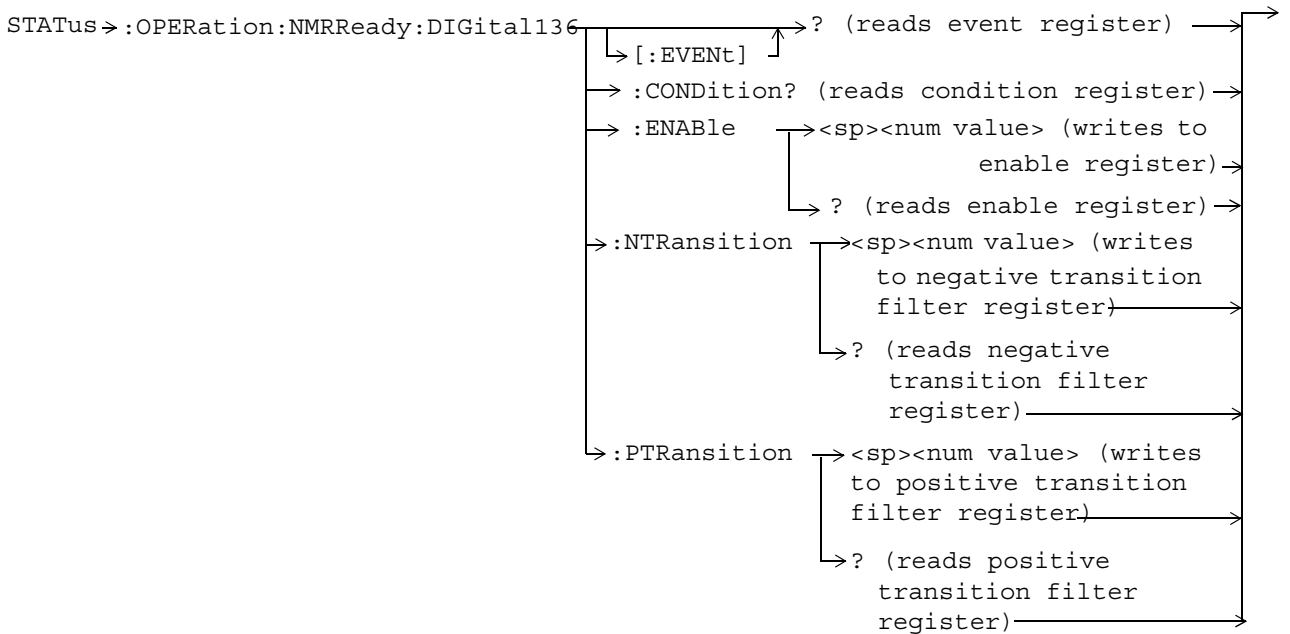 STATus :OPERation:NMRReady:DIGital136 ? (reads event register)
[:EVENt]
:CONDition? (reads condition register)
:ENABle <sp><num value> (writes to
enable register)
? (reads enable register)
:NTRansition <sp><num value> (writes
to negative transition
filter register)
? (reads negative
transition filter
register)
:PTRansition <sp><num value> (writes
to positive transition
filter register)
? (reads positive
transition filter
register)